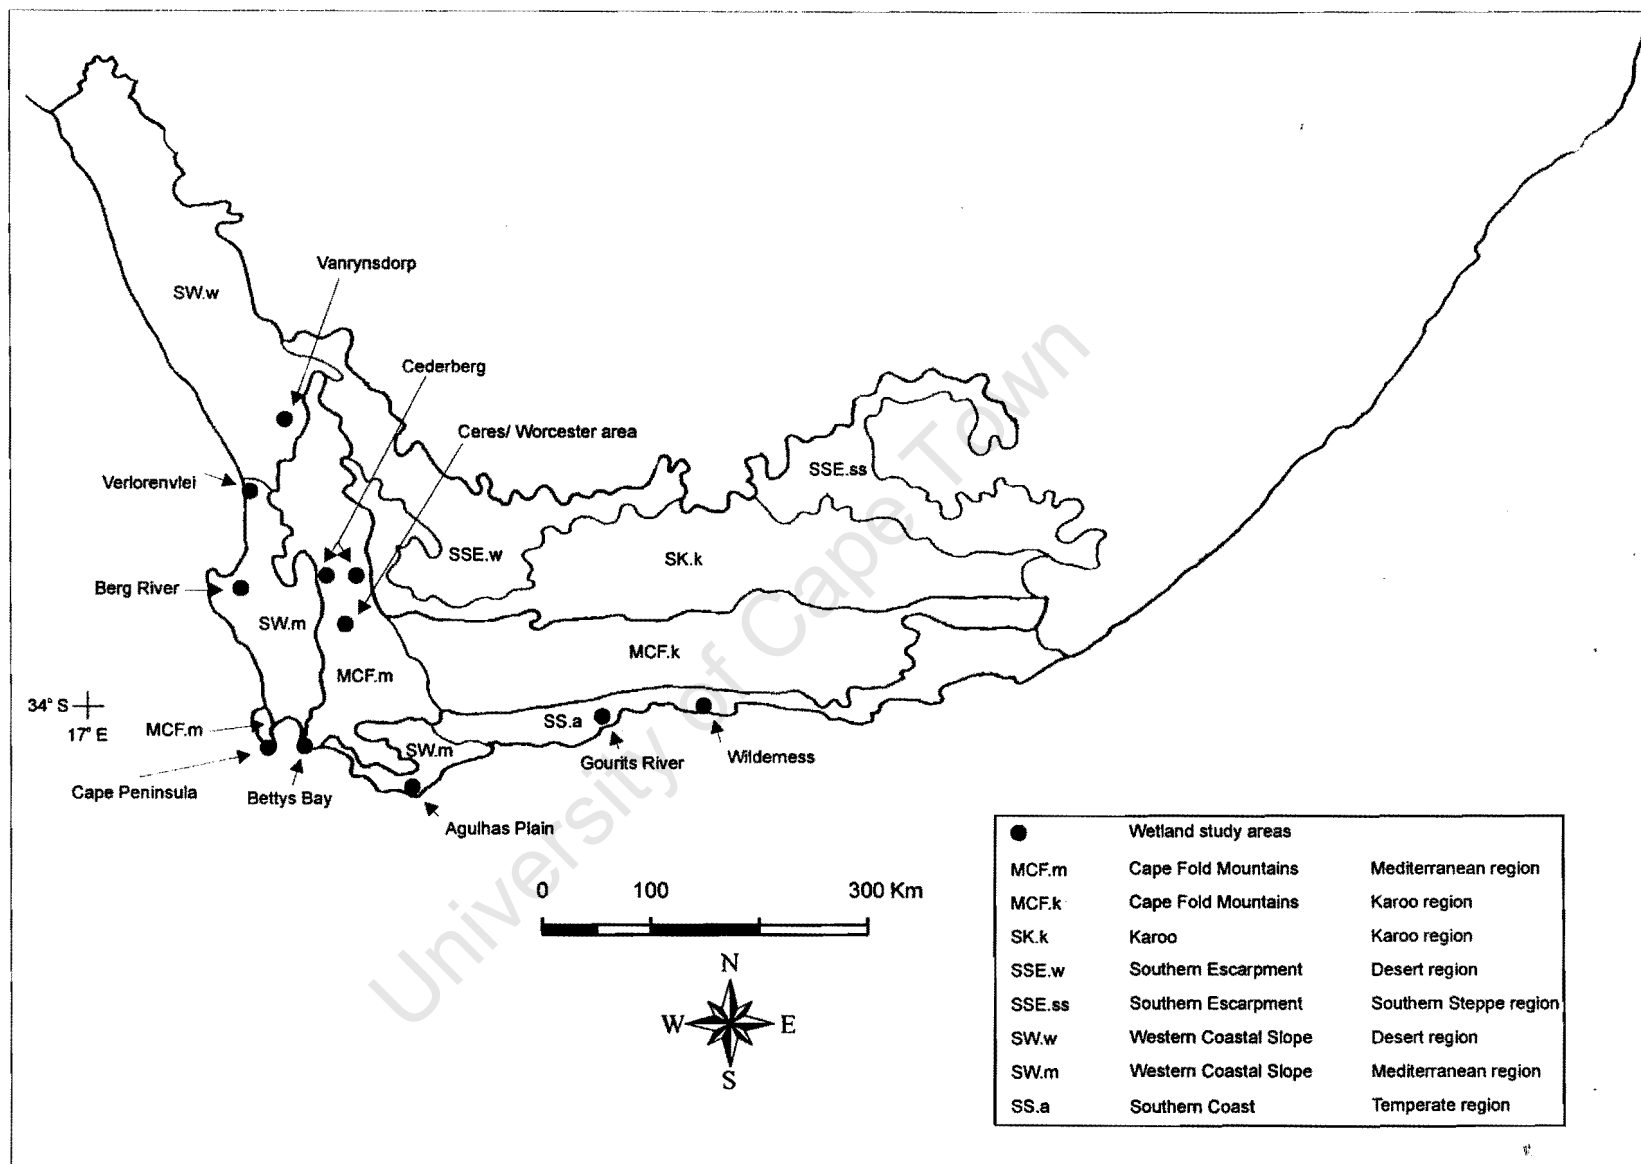 Vanrynsdorp
SW.w
Cederberg
Ceres/ Worcester area
SSE.ss
Verlorenvlei
SSE.w
SK.k
Berg River
SW.m
MCF.k
MCF.m
34° S
17° E
MCF.m
SS.a
SW.m
Gourits River
Wilderness
Cape Peninsula
Bettys Bay
Agulhas Plain
University of Cape Town
0 100 300 Km
N
W E
S
Wetland study areas
MCF.m Cape Fold Mountains Mediterranean region
MCF.k Cape Fold Mountains Karoo region
SK.k Karoo Karoo region
SSE.w Southern Escarpment Desert region
SSE.ss Southern Escarpment Southern Steppe region
SW.w Western Coastal Slope Desert region
SW.m Western Coastal Slope Mediterranean region
SS.a Southern Coast Temperate region